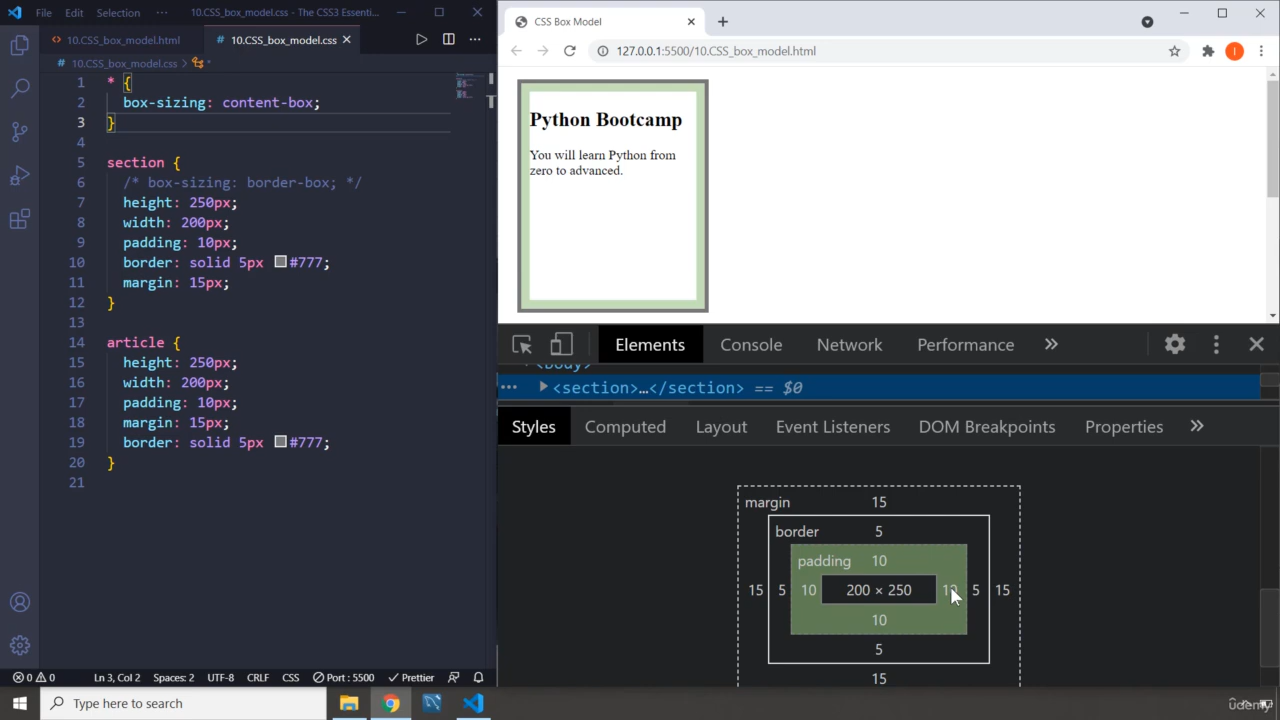 File Edit Selection ··· 10.CSS_box_model.css - The CSS3 Essenti...
10.CSS_box_model.html
# 10.CSS_box_model.css
# 10.CSS_box_model.css > *
1 * {
2 box-sizing: content-box;
3 }
4
5 section {
6 /* box-sizing: border-box; */
7 height: 250px;
8 width: 200px;
9 padding: 10px;
10 border: solid 5px #777;
11 margin: 15px;
12 }
13
14 article {
15 height: 250px;
16 width: 200px;
17 padding: 10px;
18 margin: 15px;
19 border: solid 5px #777;
20 }
21
0 0 Ln 3, Col 2 Spaces: 2 UTF-8 CRLF CSS Port : 5500 Prettier
CSS Box Model
127.0.0.1:5500/10.CSS_box_model.html
I
Python Bootcamp
You will learn Python from
zero to advanced.
Elements Console Network Performance »
<body>
··· <section>…</section> == $0
Styles Computed Layout Event Listeners DOM Breakpoints Properties »
margin 15
border 5
padding 10
15 5 10 200 × 250 10 5 15
10
5
15
Type here to search
udemy